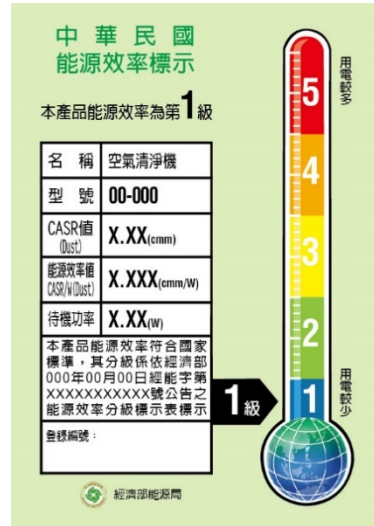 中華民國
能源效率標示
本產品能源效率為第1級
名 稱 空氣清淨機
型 號 00-000
CASR值(Dust) X.XX(cmm)
能源效率值CASR/W(Dust) X.XXX(cmm/W)
待機功率 X.XX(W)
本產品能源效率符合國家
標準，其分級係依經濟部
000年00月00日經能字第
XXXXXXXXXXX號公告之
能源效率分級標示表標示
登錄編號：
經濟部能源局
用電較多
5
4
3
2
1
用電較少
1級